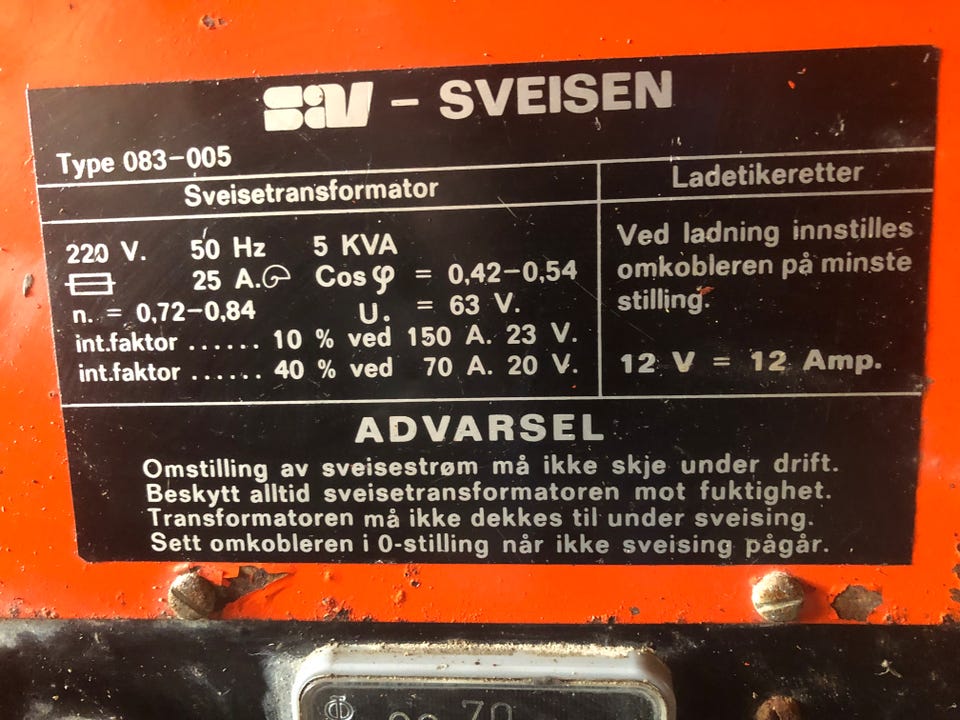 sav - SVEISEN
Type 083-005
Sveisetransformator
220 V. 50 Hz 5 KVA
25 A. Cos φ = 0,42-0,54
n. = 0,72-0,84 U. = 63 V.
int.faktor ...... 10 % ved 150 A. 23 V.
int.faktor ...... 40 % ved 70 A. 20 V.
Ladetikeretter
Ved ladning innstilles
omkobleren på minste
stilling.
12 V = 12 Amp.
ADVARSEL
Omstilling av sveisestrøm må ikke skje under drift.
Beskytt alltid sveisetransformatoren mot fuktighet.
Transformatoren må ikke dekkes til under sveising.
Sett omkobleren i 0-stilling når ikke sveising pågår.
70